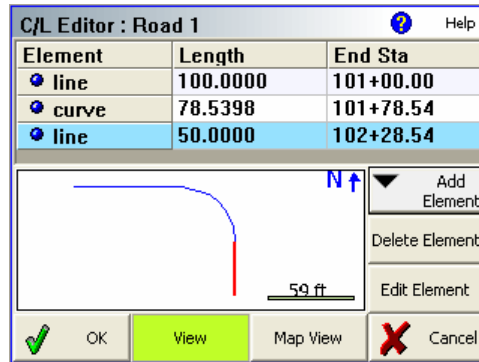 C/L Editor : Road 1 Help
Element Length End Sta
line 100.0000 101+00.00
curve 78.5398 101+78.54
line 50.0000 102+28.54
N
59 ft
Add Element
Delete Element
Edit Element
OK View Map View Cancel